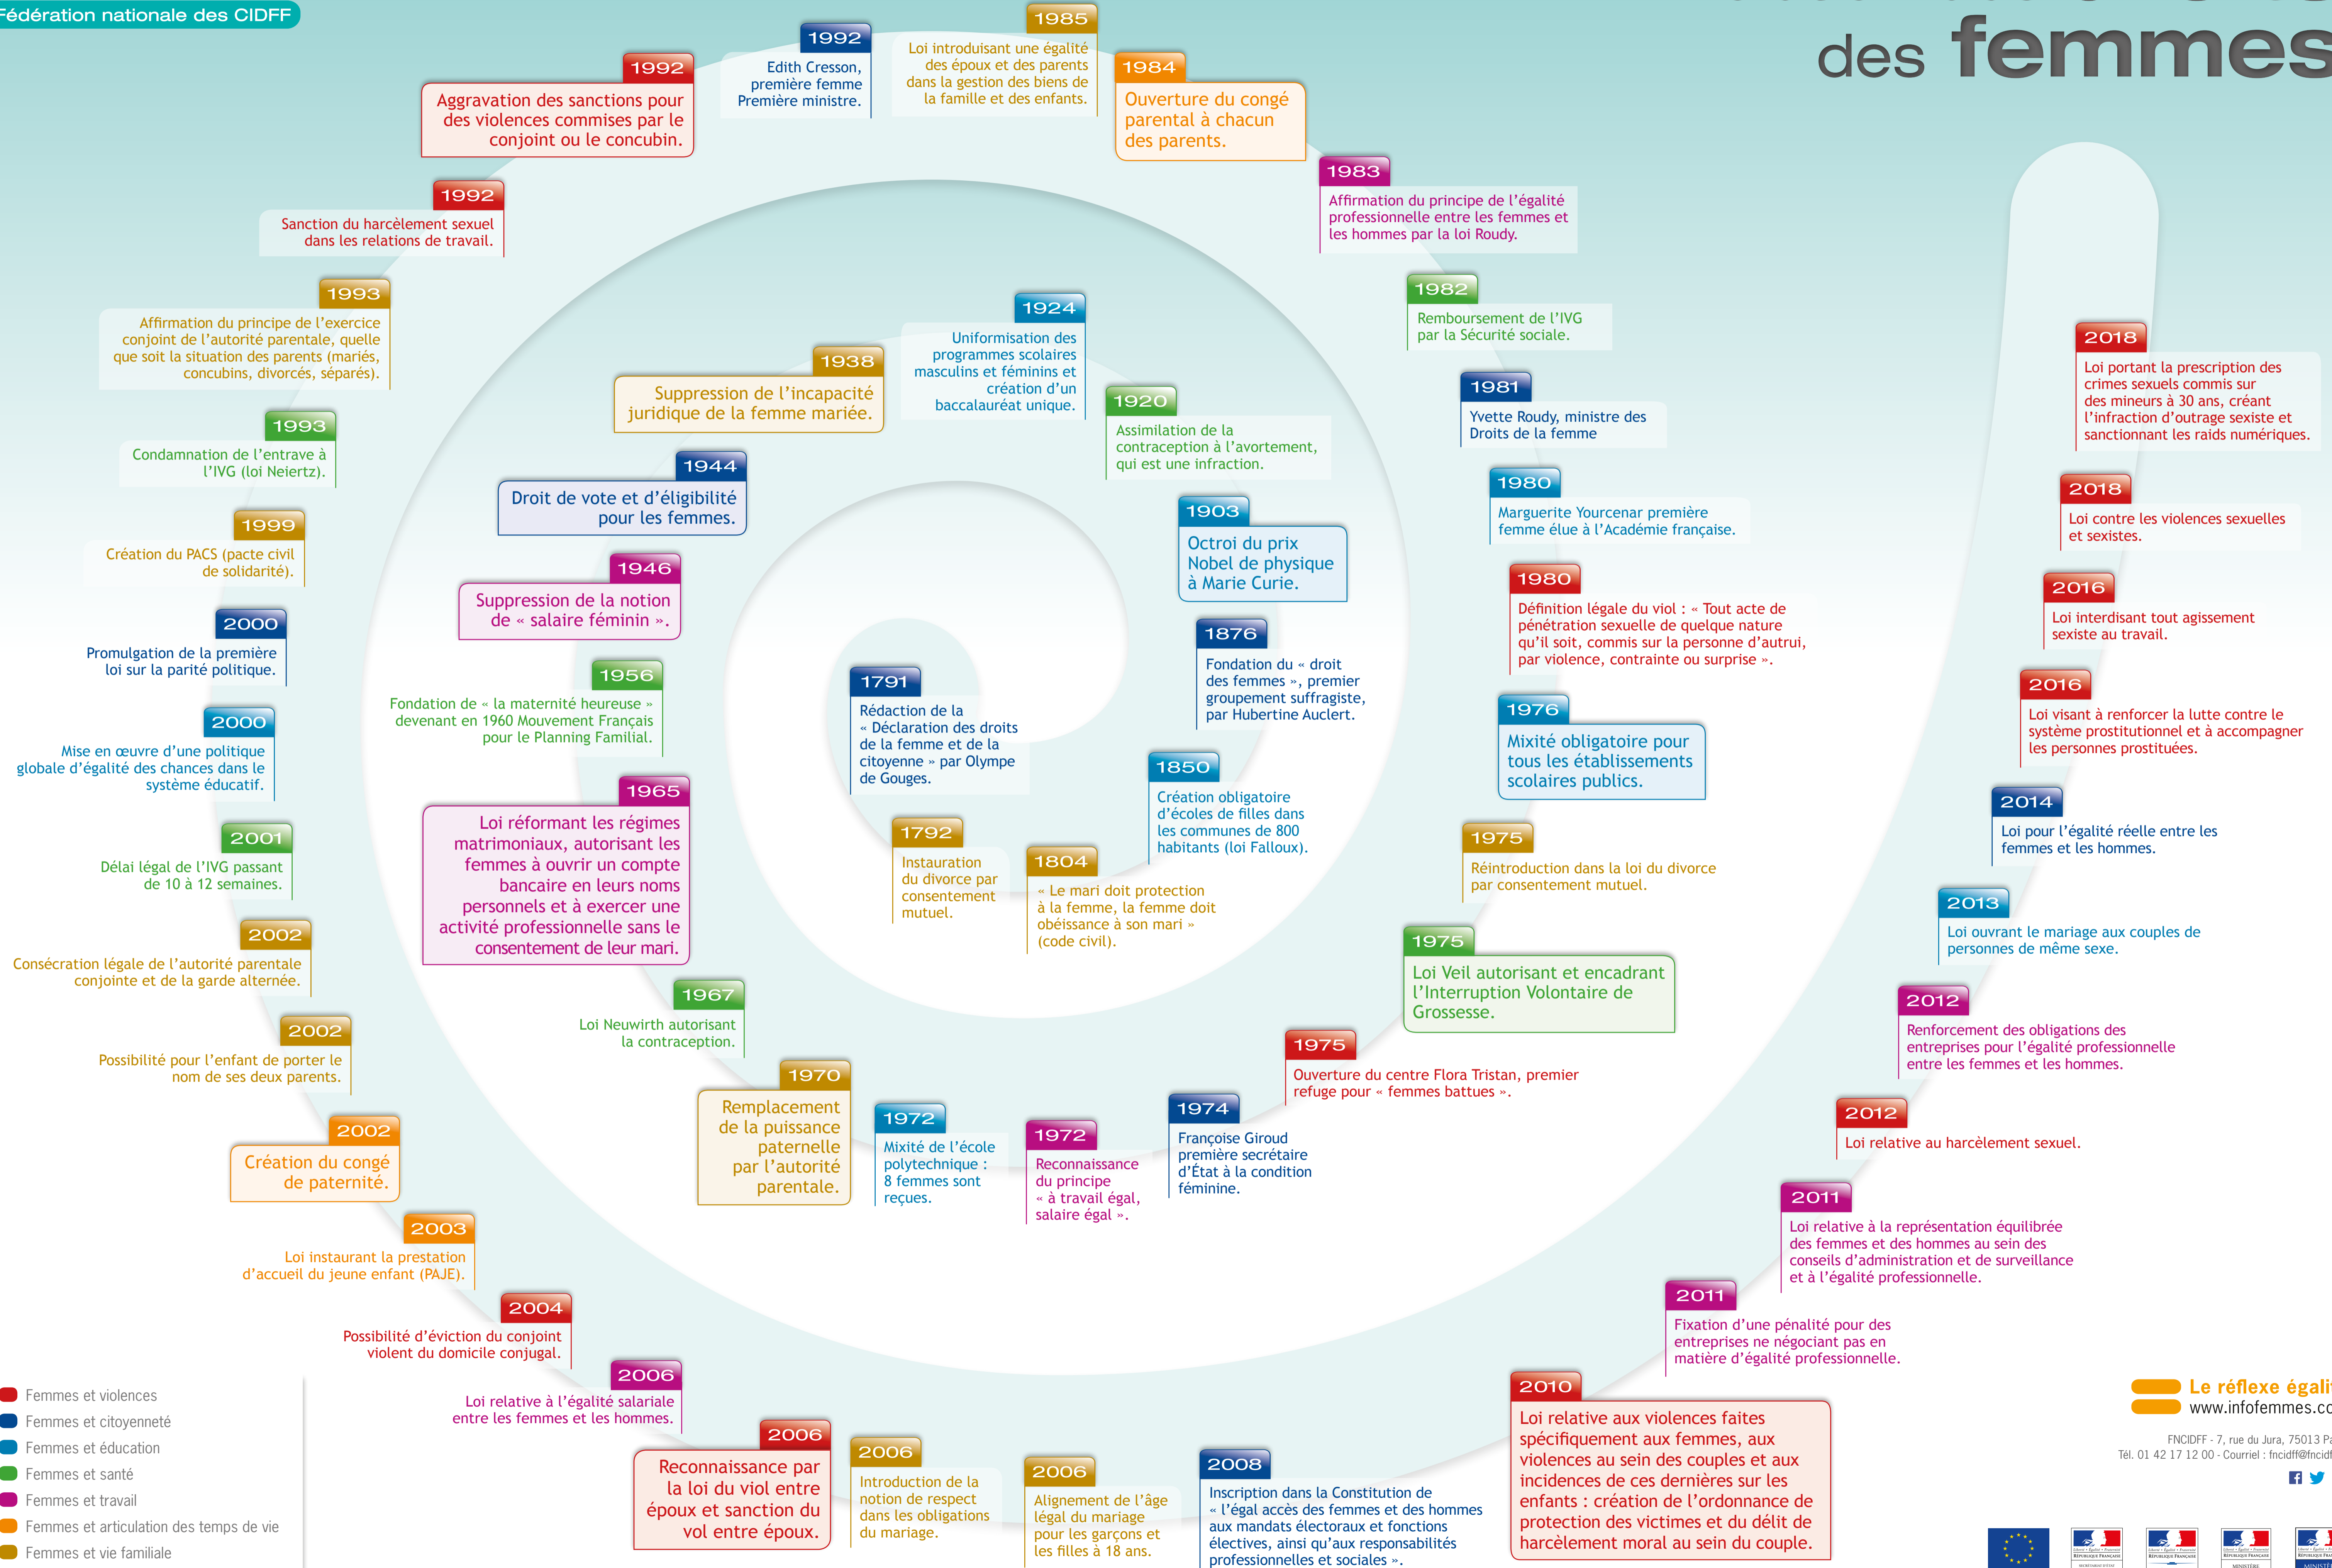 Fédération nationale des CIDFF
des femmes
1791
Rédaction de la
« Déclaration des droits
de la femme et de la
citoyenne » par Olympe
de Gouges.
1792
Instauration
du divorce par
consentement
mutuel.
1804
« Le mari doit protection
à la femme, la femme doit
obéissance à son mari »
(code civil).
1850
Création obligatoire
d’écoles de filles dans
les communes de 800
habitants (loi Falloux).
1876
Fondation du « droit
des femmes », premier
groupement suffragiste,
par Hubertine Auclert.
1903
Octroi du prix
Nobel de physique
à Marie Curie.
1920
Assimilation de la
contraception à l’avortement,
qui est une infraction.
1924
Uniformisation des
programmes scolaires
masculins et féminins et
création d’un
baccalauréat unique.
1938
Suppression de l’incapacité
juridique de la femme mariée.
1944
Droit de vote et d’éligibilité
pour les femmes.
1946
Suppression de la notion
de « salaire féminin ».
1956
Fondation de « la maternité heureuse »
devenant en 1960 Mouvement Français
pour le Planning Familial.
1965
Loi réformant les régimes
matrimoniaux, autorisant les
femmes à ouvrir un compte
bancaire en leurs noms
personnels et à exercer une
activité professionnelle sans le
consentement de leur mari.
1967
Loi Neuwirth autorisant
la contraception.
1970
Remplacement
de la puissance
paternelle
par l’autorité
parentale.
1972
Mixité de l’école
polytechnique :
8 femmes sont
reçues.
1972
Reconnaissance
du principe
« à travail égal,
salaire égal ».
1974
Françoise Giroud
première secrétaire
d’État à la condition
féminine.
1975
Ouverture du centre Flora Tristan, premier
refuge pour « femmes battues ».
1975
Loi Veil autorisant et encadrant
l’Interruption Volontaire de
Grossesse.
1975
Réintroduction dans la loi du divorce
par consentement mutuel.
1976
Mixité obligatoire pour
tous les établissements
scolaires publics.
1980
Définition légale du viol : « Tout acte de
pénétration sexuelle de quelque nature
qu’il soit, commis sur la personne d’autrui,
par violence, contrainte ou surprise ».
1980
Marguerite Yourcenar première
femme élue à l’Académie française.
1981
Yvette Roudy, ministre des
Droits de la femme
1982
Remboursement de l’IVG
par la Sécurité sociale.
1983
Affirmation du principe de l’égalité
professionnelle entre les femmes et
les hommes par la loi Roudy.
1984
Ouverture du congé
parental à chacun
des parents.
1985
Loi introduisant une égalité
des époux et des parents
dans la gestion des biens de
la famille et des enfants.
1992
Edith Cresson,
première femme
Première ministre.
1992
Aggravation des sanctions pour
des violences commises par le
conjoint ou le concubin.
1992
Sanction du harcèlement sexuel
dans les relations de travail.
1993
Affirmation du principe de l’exercice
conjoint de l’autorité parentale, quelle
que soit la situation des parents (mariés,
concubins, divorcés, séparés).
1993
Condamnation de l’entrave à
l’IVG (loi Neiertz).
1999
Création du PACS (pacte civil
de solidarité).
2000
Promulgation de la première
loi sur la parité politique.
2000
Mise en œuvre d’une politique
globale d’égalité des chances dans le
système éducatif.
2001
Délai légal de l’IVG passant
de 10 à 12 semaines.
2002
Consécration légale de l’autorité parentale
conjointe et de la garde alternée.
2002
Possibilité pour l’enfant de porter le
nom de ses deux parents.
2002
Création du congé
de paternité.
2003
Loi instaurant la prestation
d’accueil du jeune enfant (PAJE).
2004
Possibilité d’éviction du conjoint
violent du domicile conjugal.
2006
Loi relative à l’égalité salariale
entre les femmes et les hommes.
2006
Reconnaissance par
la loi du viol entre
époux et sanction du
vol entre époux.
2006
Introduction de la
notion de respect
dans les obligations
du mariage.
2006
Alignement de l’âge
légal du mariage
pour les garçons et
les filles à 18 ans.
2008
Inscription dans la Constitution de
« l’égal accès des femmes et des hommes
aux mandats électoraux et fonctions
électives, ainsi qu’aux responsabilités
professionnelles et sociales ».
2010
Loi relative aux violences faites
spécifiquement aux femmes, aux
violences au sein des couples et aux
incidences de ces dernières sur les
enfants : création de l’ordonnance de
protection des victimes et du délit de
harcèlement moral au sein du couple.
2011
Fixation d’une pénalité pour des
entreprises ne négociant pas en
matière d’égalité professionnelle.
2011
Loi relative à la représentation équilibrée
des femmes et des hommes au sein des
conseils d’administration et de surveillance
et à l’égalité professionnelle.
2012
Loi relative au harcèlement sexuel.
2012
Renforcement des obligations des
entreprises pour l’égalité professionnelle
entre les femmes et les hommes.
2013
Loi ouvrant le mariage aux couples de
personnes de même sexe.
2014
Loi pour l’égalité réelle entre les
femmes et les hommes.
2016
Loi visant à renforcer la lutte contre le
système prostitutionnel et à accompagner
les personnes prostituées.
2016
Loi interdisant tout agissement
sexiste au travail.
2018
Loi contre les violences sexuelles
et sexistes.
2018
Loi portant la prescription des
crimes sexuels commis sur
des mineurs à 30 ans, créant
l’infraction d’outrage sexiste et
sanctionnant les raids numériques.
Femmes et violences
Femmes et citoyenneté
Femmes et éducation
Femmes et santé
Femmes et travail
Femmes et articulation des temps de vie
Femmes et vie familiale
Le réflexe égali
www.infofemmes.co
FNCIDFF - 7, rue du Jura, 75013 Pa
Tél. 01 42 17 12 00 - Courriel : fncidff@fncidf
RÉPUBLIQUE FRANÇAISE
RÉPUBLIQUE FRANÇAISE
RÉPUBLIQUE FRANÇAISE
MINISTÈRE